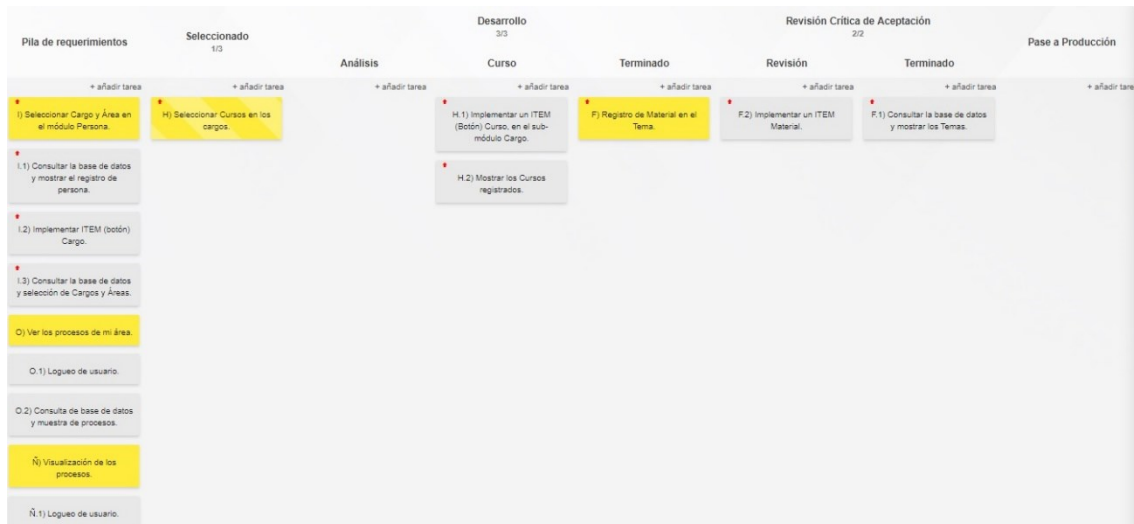 Pila de requerimientos
Seleccionado
1/3
Desarrollo
3/3
Análisis
Curso
Terminado
Revisión Crítica de Aceptación
2/2
Revisión
Terminado
Pase a Producción
+ añadir tarea
I) Seleccionar Cargo y Área en
el módulo Persona.
I.1) Consultar la base de datos
y mostrar el registro de
persona.
I.2) Implementar ITEM (botón)
Cargo.
I.3) Consultar la base de datos
y selección de Cargos y Áreas.
O) Ver los procesos de mi área.
O.1) Logueo de usuario.
O.2) Consulta de base de datos
y muestra de procesos.
Ñ) Visualización de los
procesos.
Ñ.1) Logueo de usuario.
+ añadir tarea
H) Seleccionar Cursos en los
cargos.
+ añadir tarea
+ añadir tarea
H.1) Implementar un ITEM
(Botón) Curso, en el sub-
módulo Cargo.
H.2) Mostrar los Cursos
registrados.
+ añadir tarea
F) Registro de Material en el
Tema.
+ añadir tarea
F.2) Implementar un ITEM
Material.
+ añadir tarea
F.1) Consultar la base de datos
y mostrar los Temas.
+ añadir tare